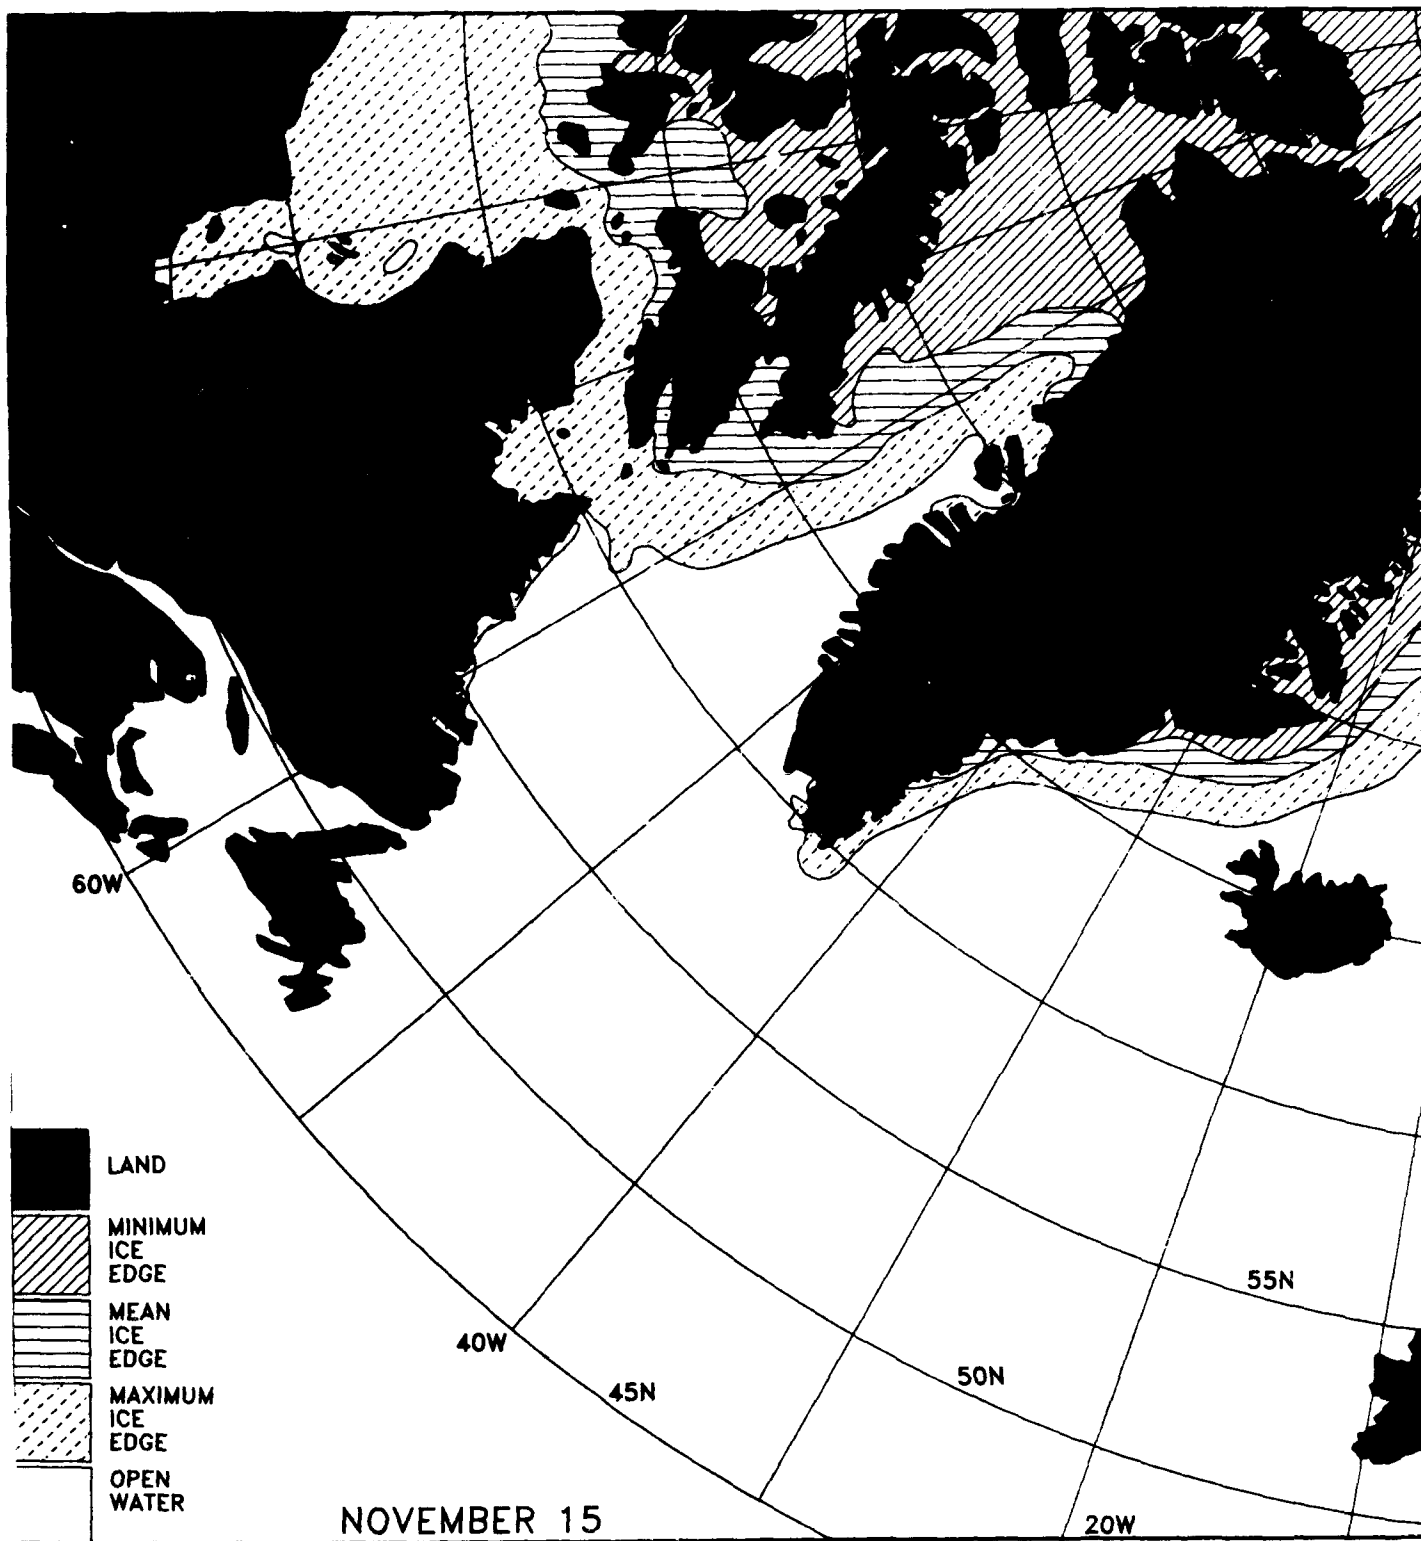 60W
LAND
MINIMUM
ICE
EDGE
MEAN
ICE
EDGE
MAXIMUM
ICE
EDGE
OPEN
WATER
40W
45N
50N
55N
20W
NOVEMBER 15